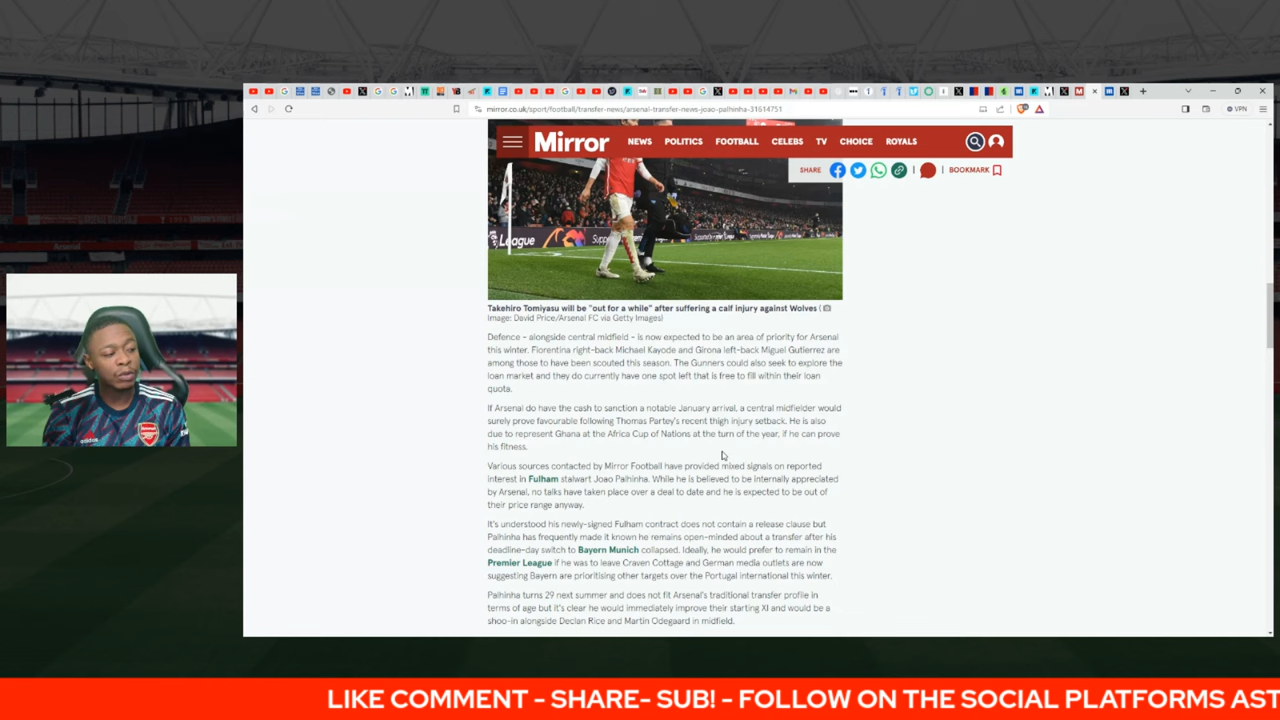 VPN
mirror.co.uk/sport/football/transfer-news/arsenal-transfer-news-joao-palhinha-31614751
Mirror NEWS POLITICS FOOTBALL CELEBS TV CHOICE ROYALS
SHARE BOOKMARK
League
Takehiro Tomiyasu will be "out for a while" after suffering a calf injury against Wolves (
Image: David Price/Arsenal FC via Getty Images)
Defence – alongside central midfield – is now expected to be an area of priority for Arsenal
this winter. Fiorentina right-back Michael Kayode and Girona left-back Miguel Gutierrez are
among those to have been scouted this season. The Gunners could also seek to explore the
loan market and they do currently have one spot left that is free to fill within their loan
quota.
If Arsenal do have the cash to sanction a notable January arrival, a central midfielder would
surely prove favourable following Thomas Partey's recent thigh injury setback. He is also
due to represent Ghana at the Africa Cup of Nations at the turn of the year, if he can prove
his fitness.
Various sources contacted by Mirror Football have provided mixed signals on reported
interest in Fulham stalwart Joao Palhinha. While he is believed to be internally appreciated
by Arsenal, no talks have taken place over a deal to date and he is expected to be out of
their price range anyway.
It's understood his newly-signed Fulham contract does not contain a release clause but
Palhinha has frequently made it known he remains open-minded about a transfer after his
deadline-day switch to Bayern Munich collapsed. Ideally, he would prefer to remain in the
Premier League if he was to leave Craven Cottage and German media outlets are now
suggesting Bayern are prioritising other targets over the Portugal international this winter.
Palhinha turns 29 next summer and does not fit Arsenal's traditional transfer profile in
terms of age but it's clear he would immediately improve their starting XI and would be a
shoo-in alongside Declan Rice and Martin Odegaard in midfield.
LIKE COMMENT - SHARE- SUB! - FOLLOW ON THE SOCIAL PLATFORMS AST